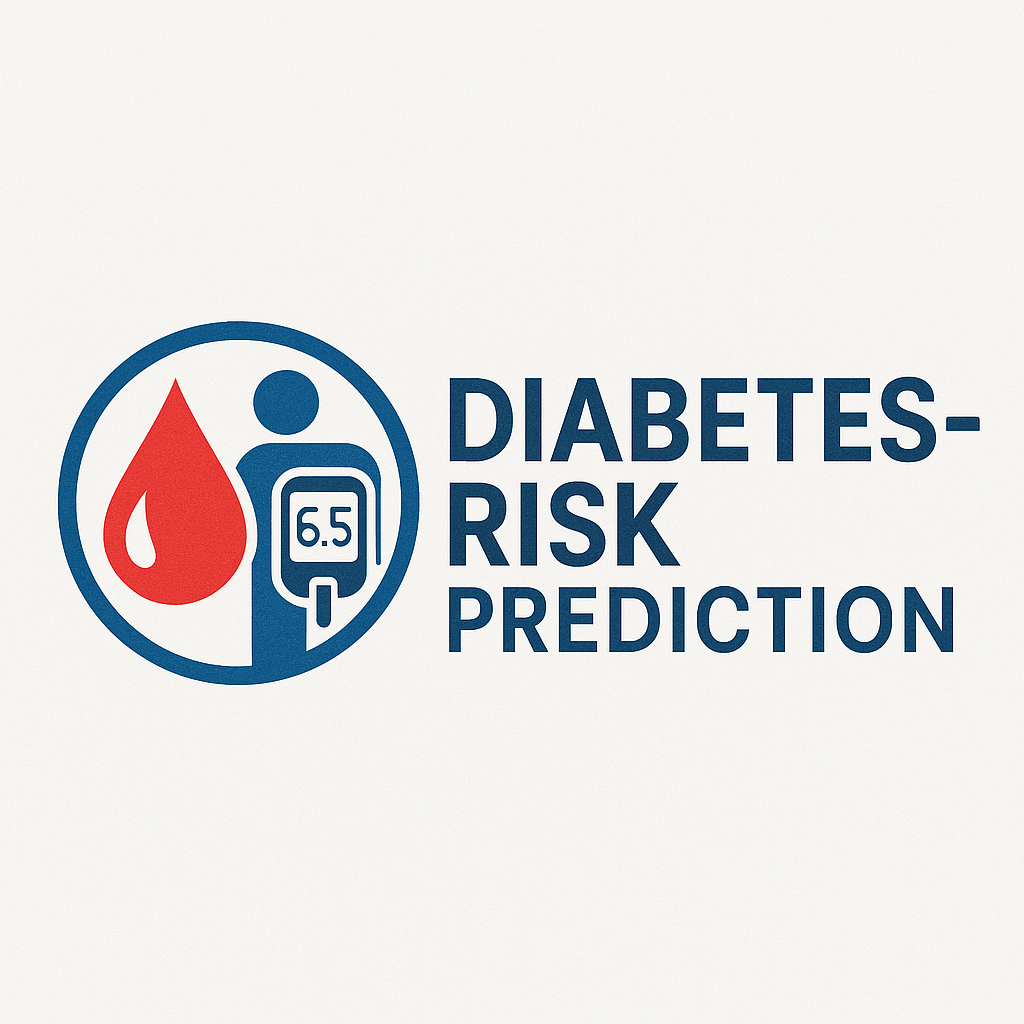 6.5
DIABETES-
RISK
PREDICTION